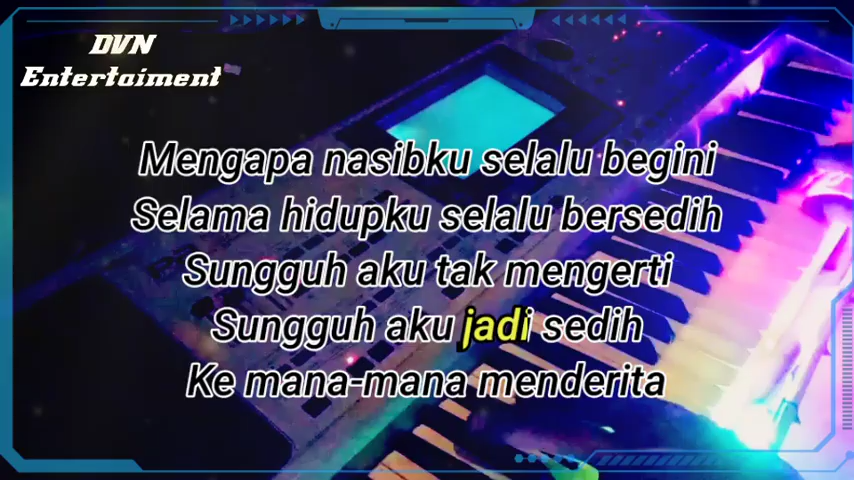 DVN
Entertaiment
Mengapa nasibku selalu begini
Selama hidupku selalu bersedih
Sungguh aku tak mengerti
Sungguh aku jadi sedih
Ke mana-mana menderita